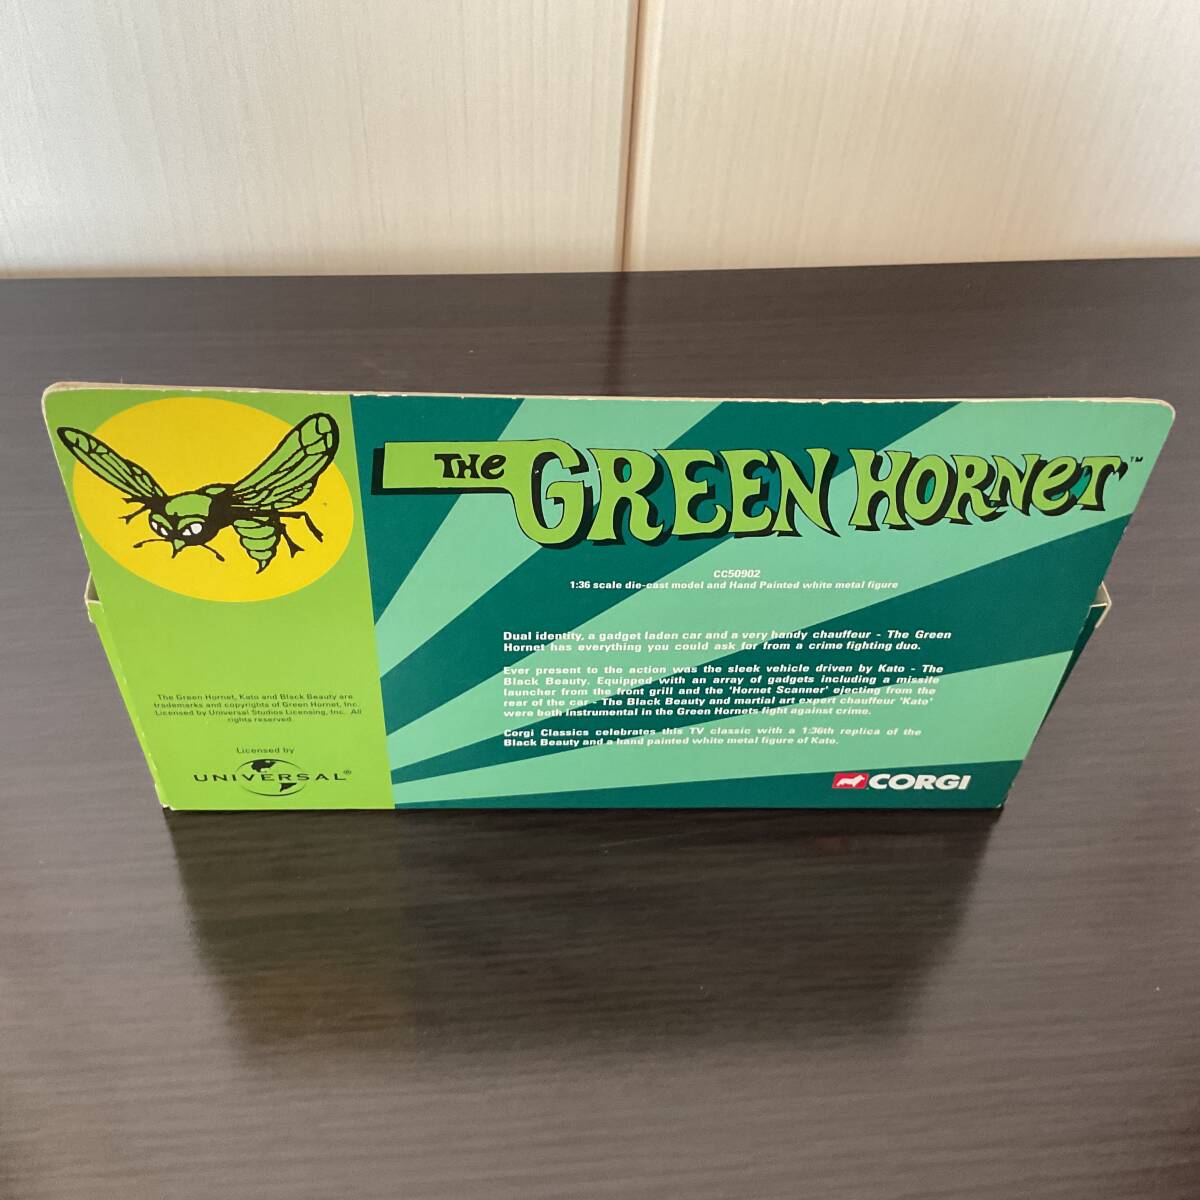 THE GREEN HORNET™
CC50902
1:36 scale die-cast model and Hand Painted white metal figure
Dual identity, a gadget laden car and a very handy chauffeur - The Green
Hornet has everything you could ask for from a crime fighting duo.
Ever present to the action was the sleek vehicle driven by Kato - The
Black Beauty. Equipped with an array of gadgets including a missile
launcher from the front grill and the 'Hornet Scanner' ejecting from the
rear of the car - The Black Beauty and martial art expert chauffeur 'Kato'
were both instrumental in the Green Hornets fight against crime.
Corgi Classics celebrates this TV classic with a 1:36th replica of the
Black Beauty and a hand painted white metal figure of Kato.
The Green Hornet, Kato and Black Beauty are
trademarks and copyrights of Green Hornet, Inc.
Licensed by Universal Studios Licensing, Inc. All
rights reserved.
Licensed by
UNIVERSAL®
CORGI